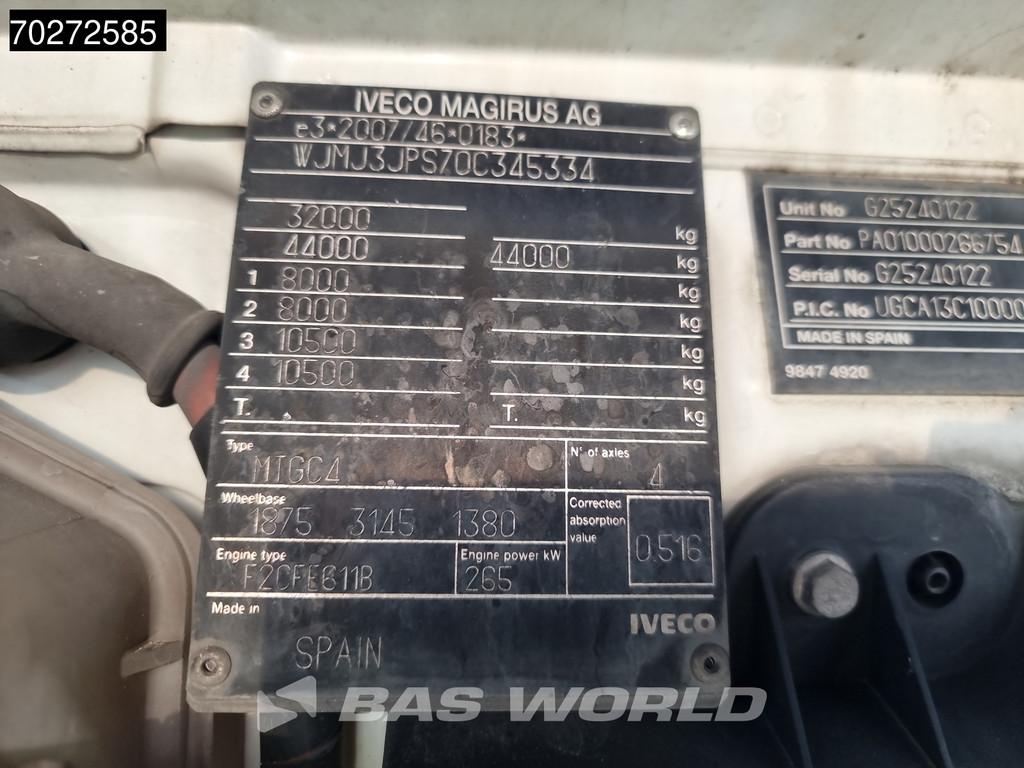 70272585
IVECO MAGIRUS AG
e3*2007/46*0183*
WJMJ3JPS70C345334
32000 kg
44000 44000 kg
1 8000 kg
2 8000 kg
3 10500 kg
4 10500 kg
T. T. kg
Type
MTGC4
N° of axles
4
Wheelbase
1875 3145 1380
Corrected
absorption
value
0.516
Engine type
F2CFE611B
Engine power kW
265
Made in
SPAIN
IVECO
Unit No G25240122
Part No PA01000266754
Serial No G25240122
P.I.C. No UGCA13C10000
MADE IN SPAIN
9847 4920
BAS WORLD